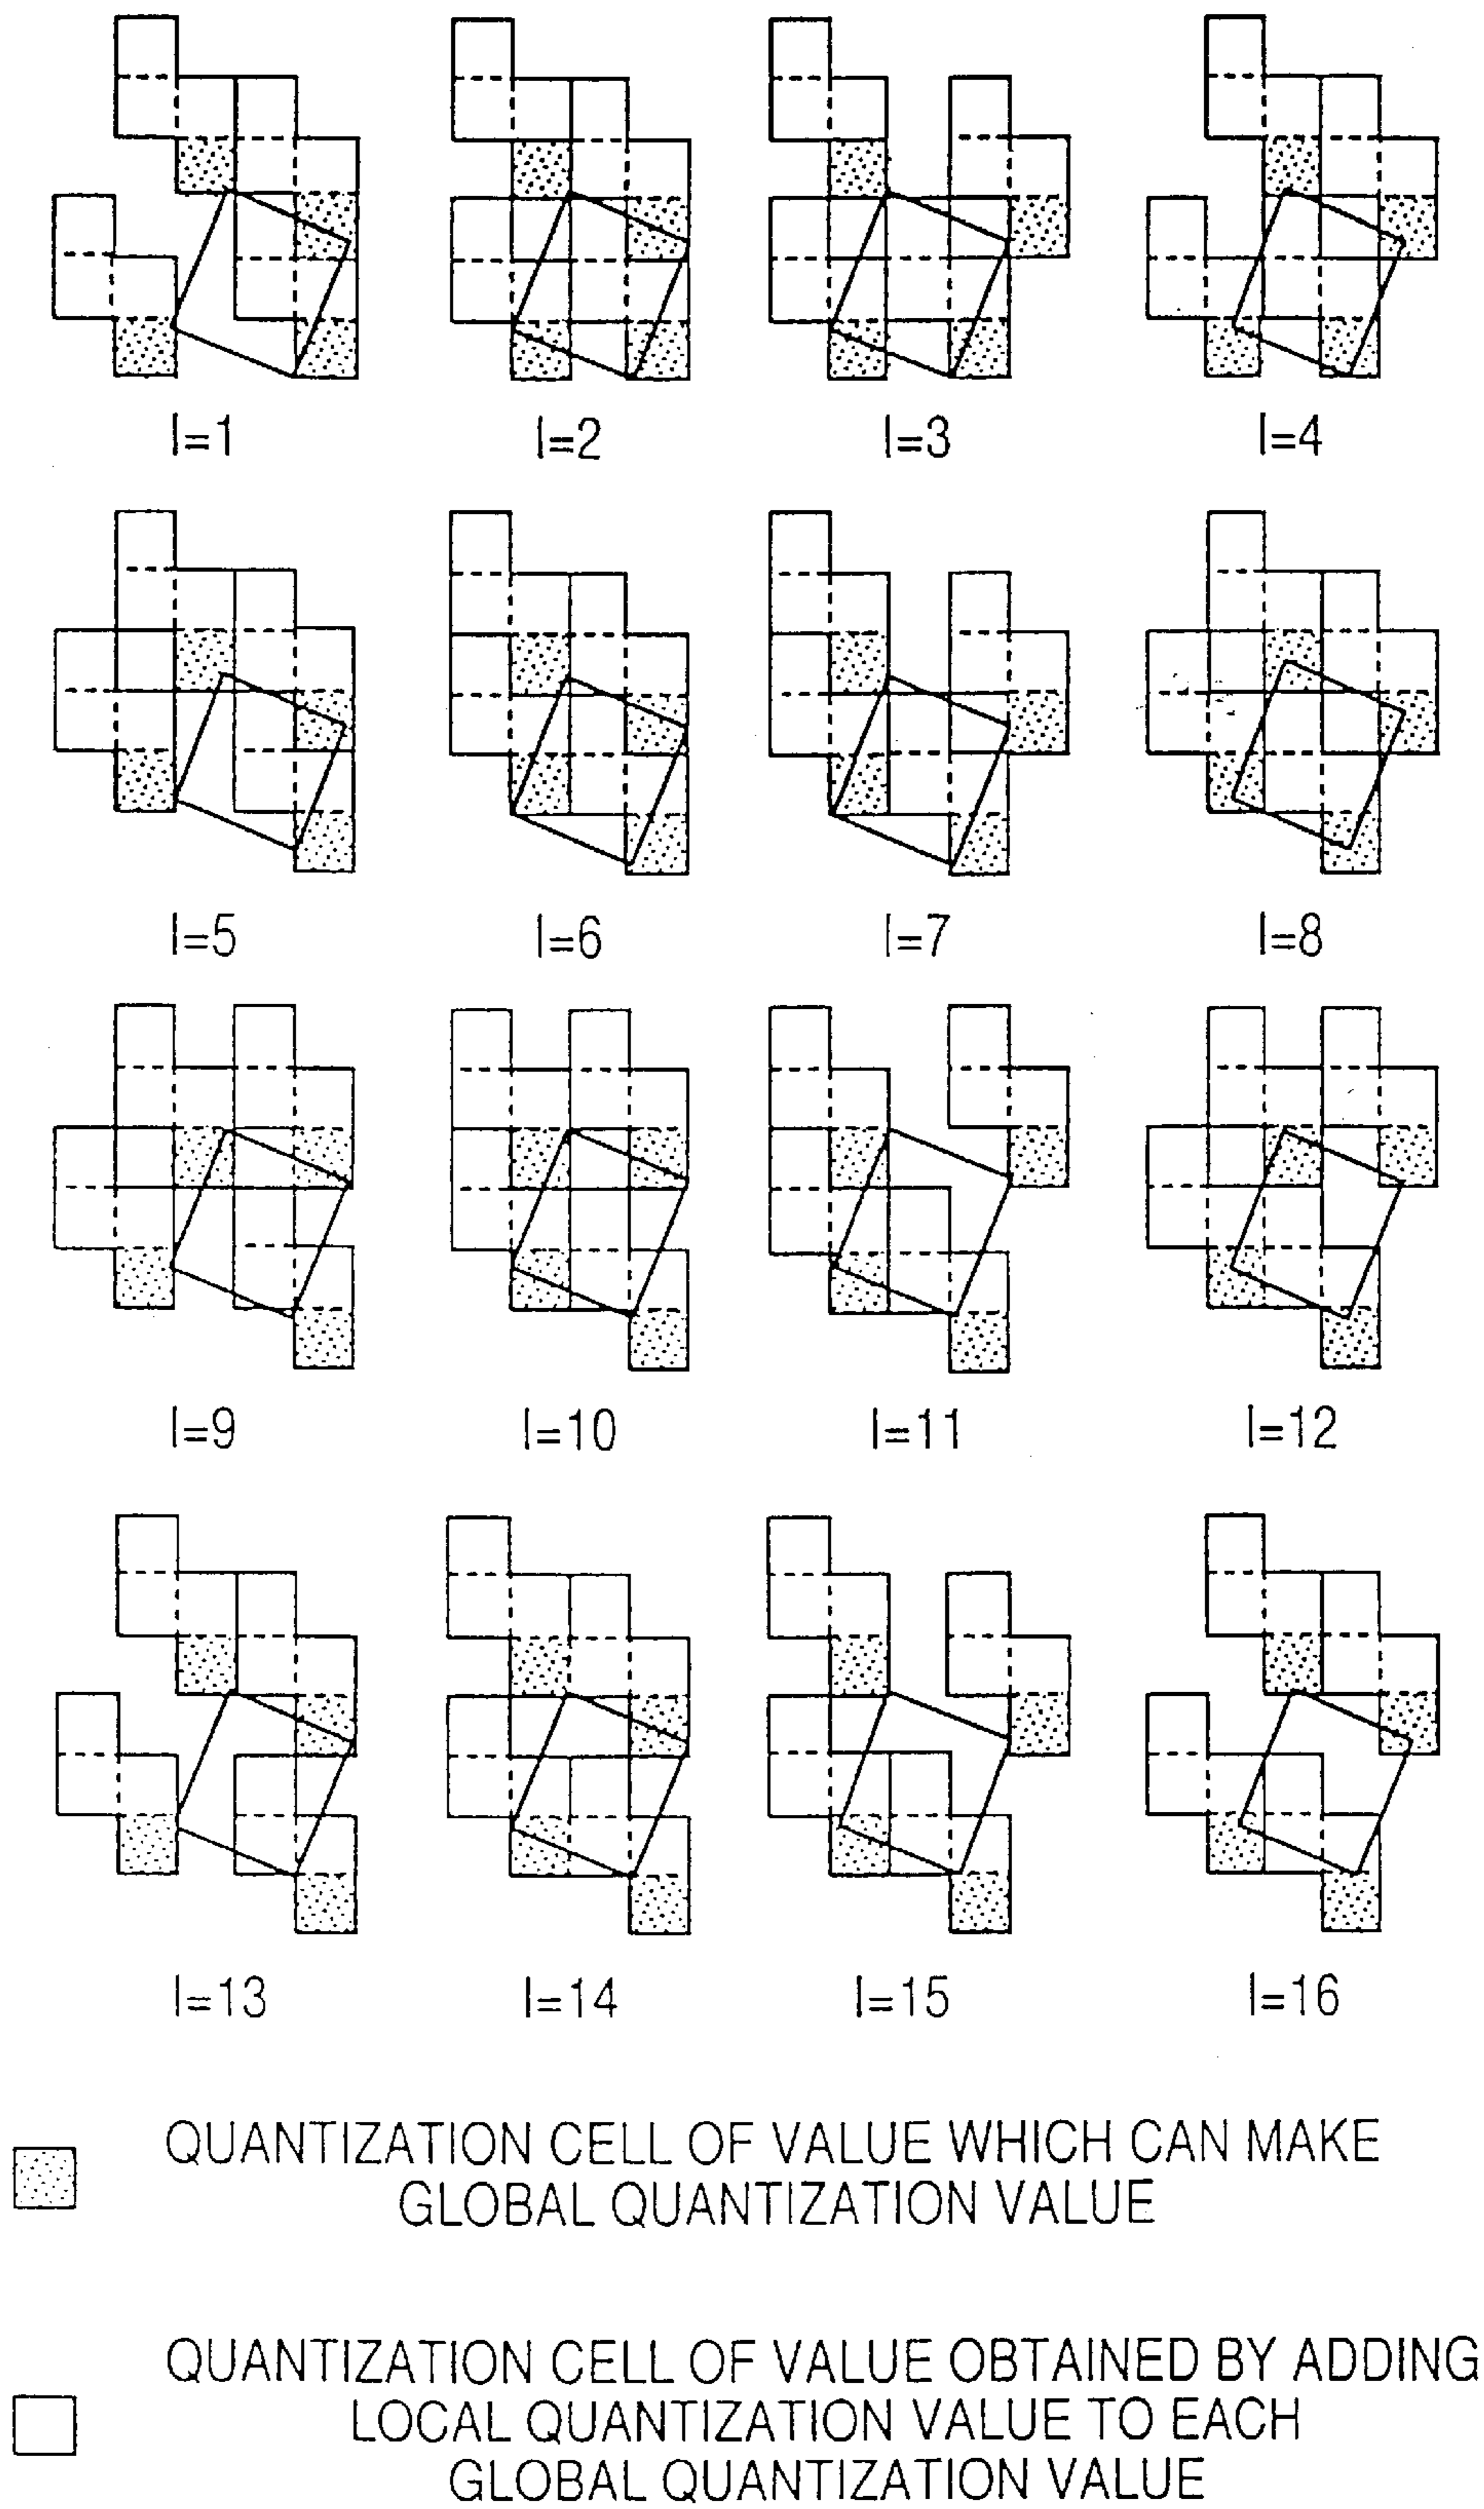 I=1 I=2 I=3 I=4
I=5 I=6 I=7 I=8
I=9 I=10 I=11 I=12
I=13 I=14 I=15 I=16
QUANTIZATION CELL OF VALUE WHICH CAN MAKE
GLOBAL QUANTIZATION VALUE
QUANTIZATION CELL OF VALUE OBTAINED BY ADDING
LOCAL QUANTIZATION VALUE TO EACH
GLOBAL QUANTIZATION VALUE